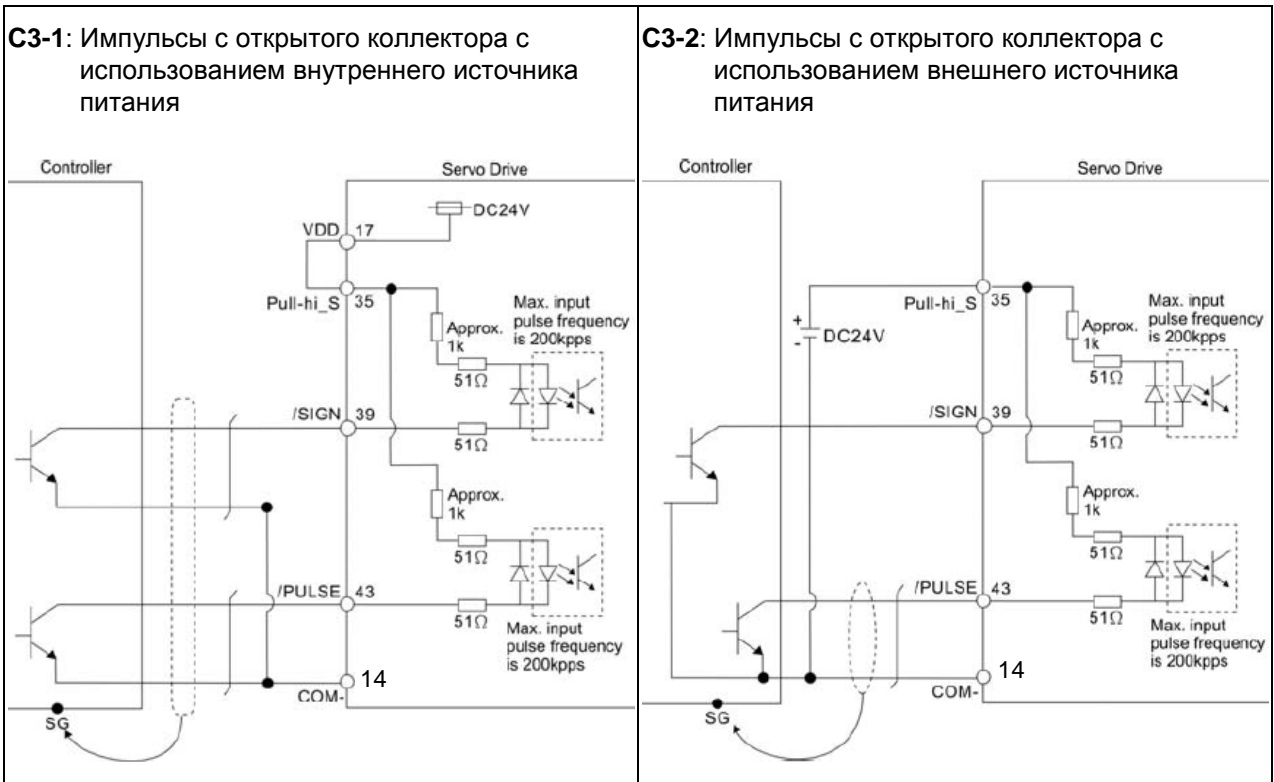 C3-1: Импульсы с открытого коллектора с
использованием внутреннего источника
питания
Controller
Servo Drive
DC24V
VDD 17
Pull-hi_S 35
Max. input
pulse frequency
is 200kpps
Approx.
1k
51Ω
/SIGN 39
51Ω
Approx.
1k
51Ω
/PULSE 43
51Ω
Max. input
pulse frequency
is 200kpps
14
COM-
SG
C3-2: Импульсы с открытого коллектора с
использованием внешнего источника
питания
Controller
Servo Drive
Pull-hi_S 35
+
-
DC24V
Max. input
pulse frequency
is 200kpps
Approx.
1k
51Ω
/SIGN 39
51Ω
Approx.
1k
51Ω
/PULSE 43
51Ω
Max. input
pulse frequency
is 200kpps
14
COM-
SG